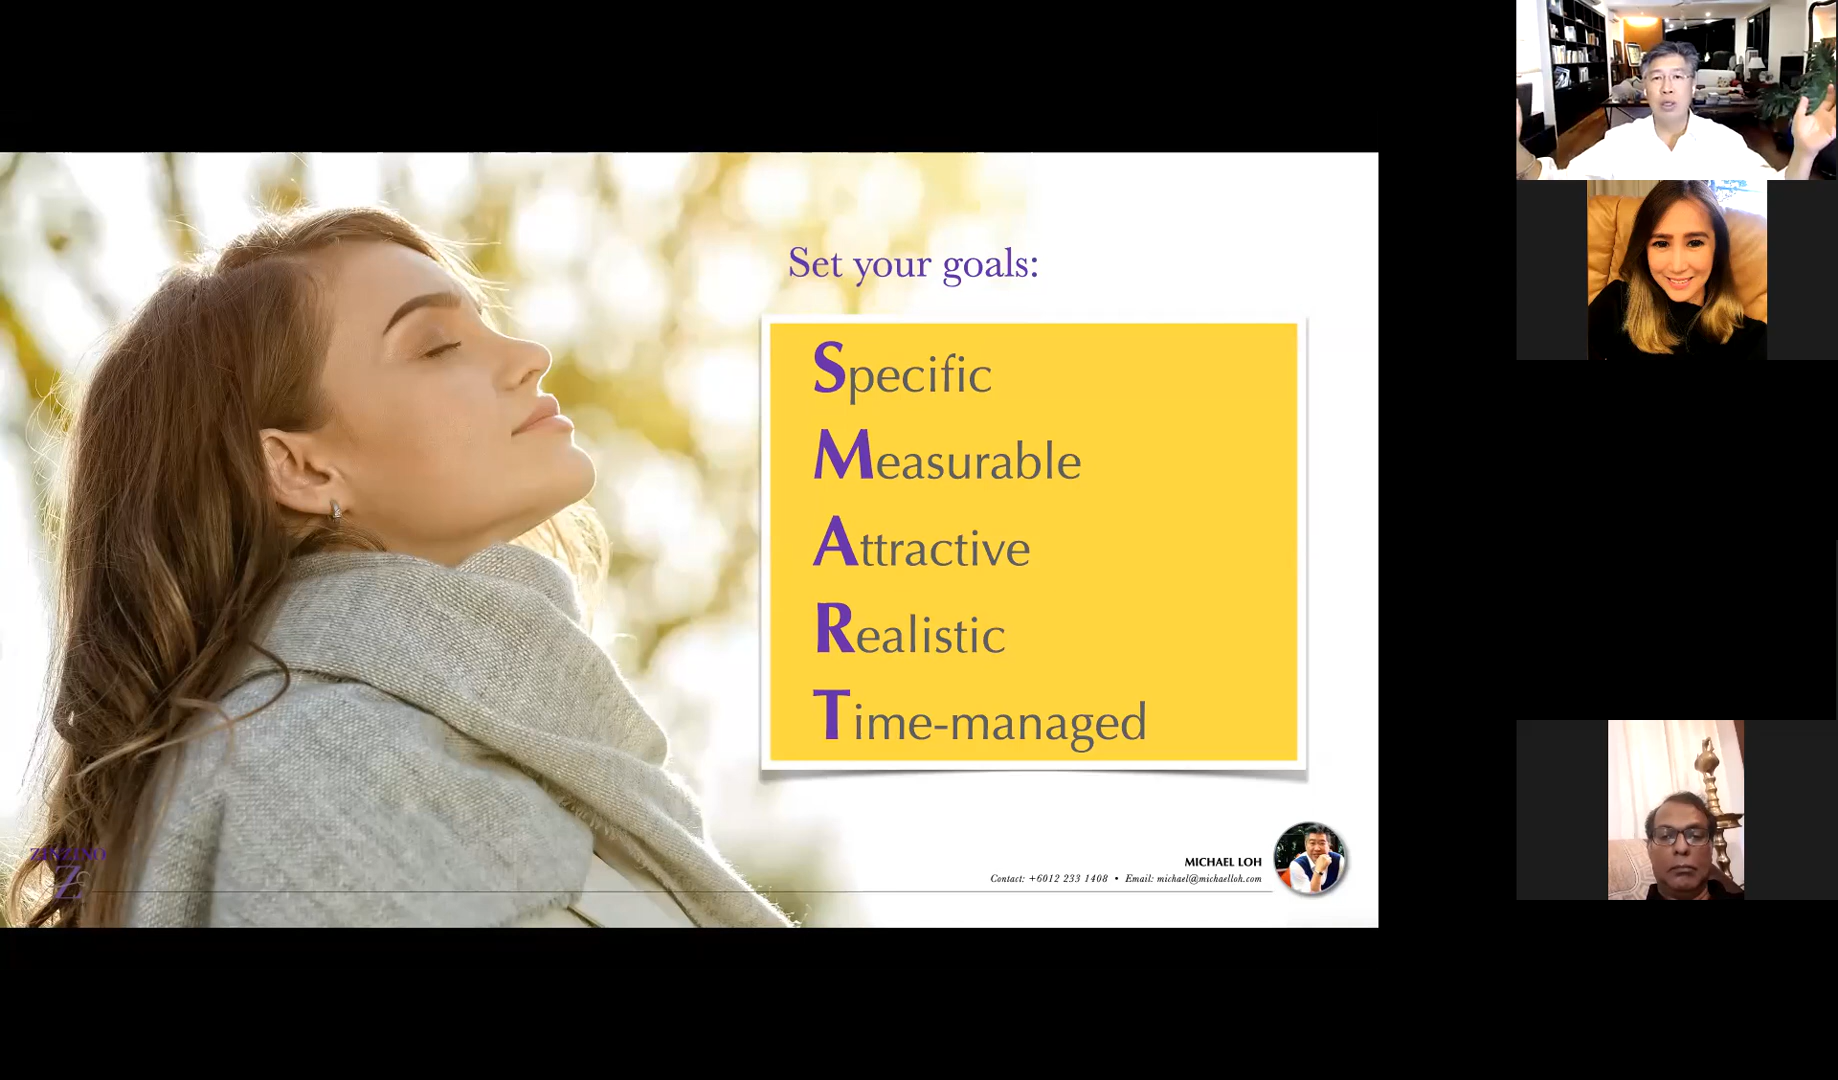 Set your goals:
Specific
Measurable
Attractive
Realistic
Time-managed
ZINZINO
Z
MICHAEL LOH
Contact: +6012 233 1408 • Email: michael@michaelloh.com